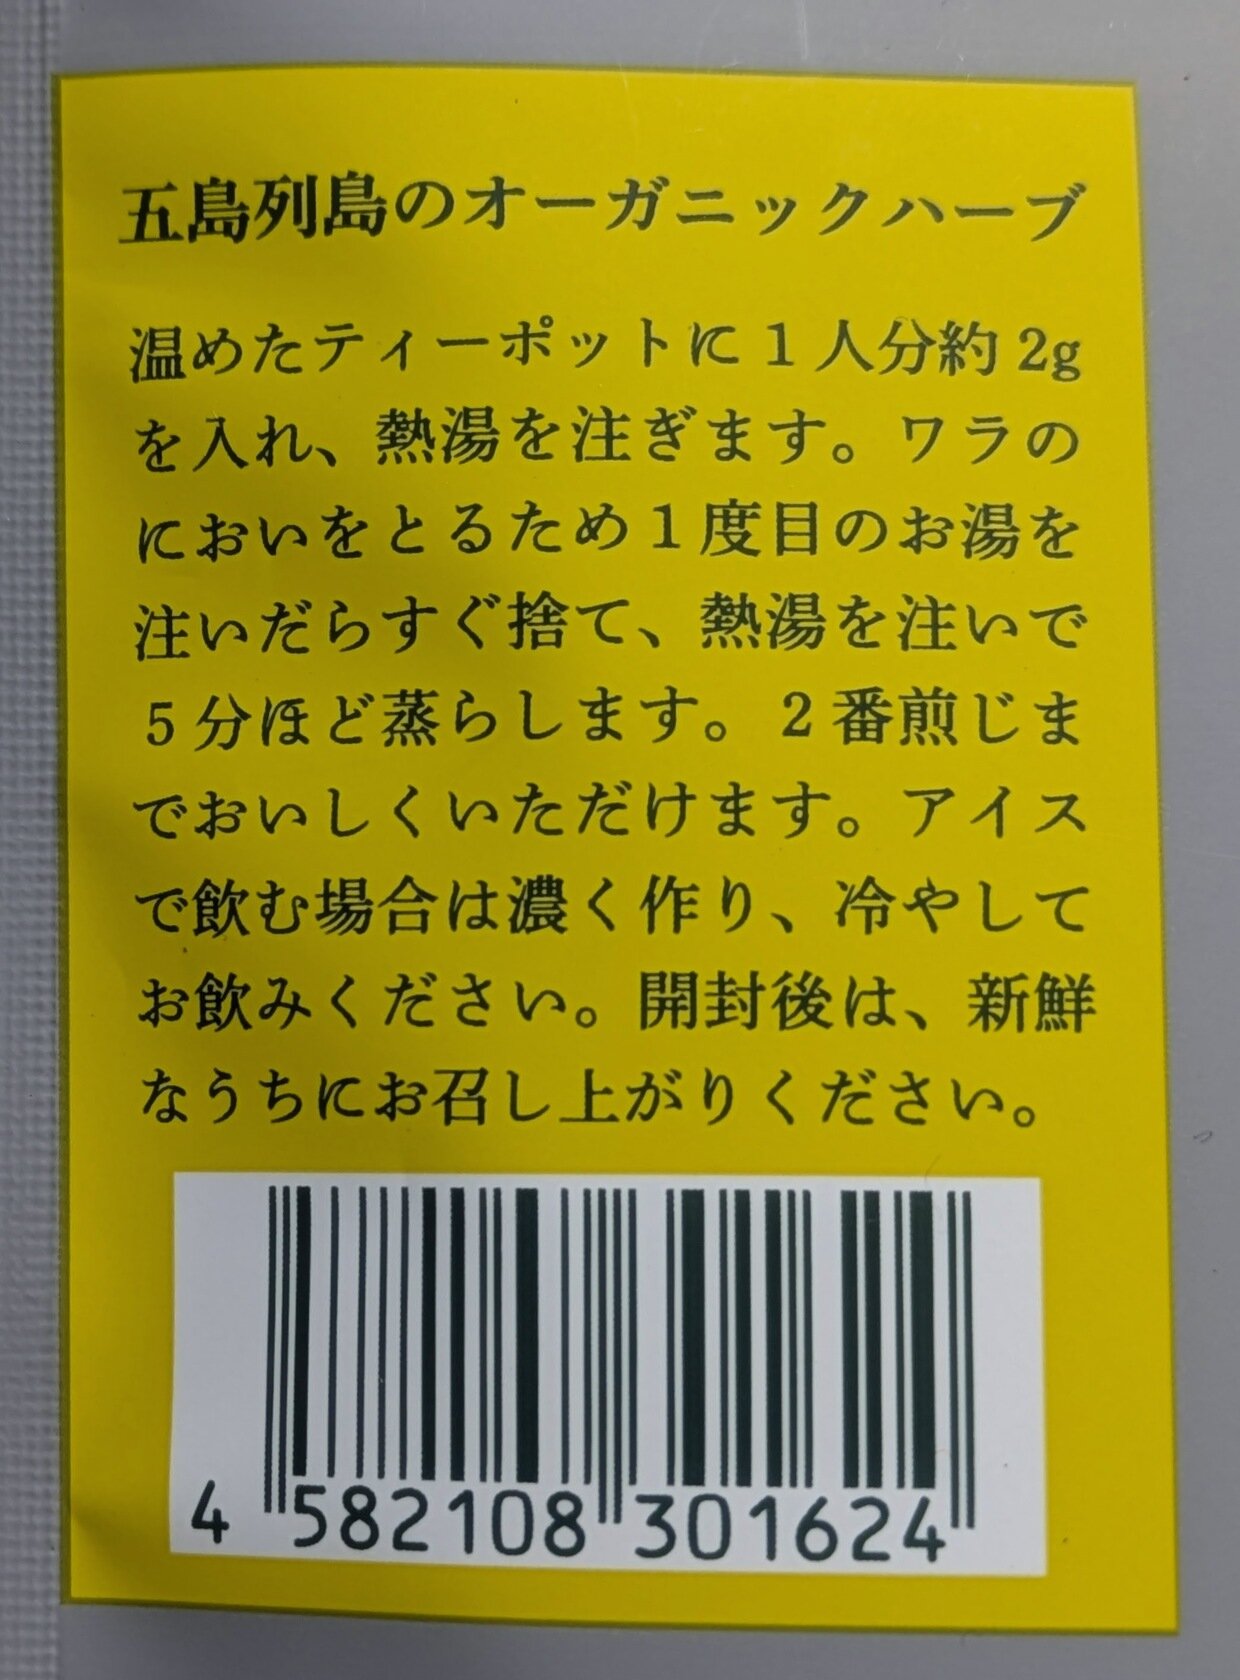 五島列島のオーガニックハーブ
温めたティーポットに1人分約2g
を入れ、熱湯を注ぎます。ワラの
においをとるため1度目のお湯を
注いだらすぐ捨て、熱湯を注いで
5分ほど蒸らします。2番煎じま
でおいしくいただけます。アイス
で飲む場合は濃く作り、冷やして
お飲みください。開封後は、新鮮
なうちにお召し上がりください。
4 582108 301624